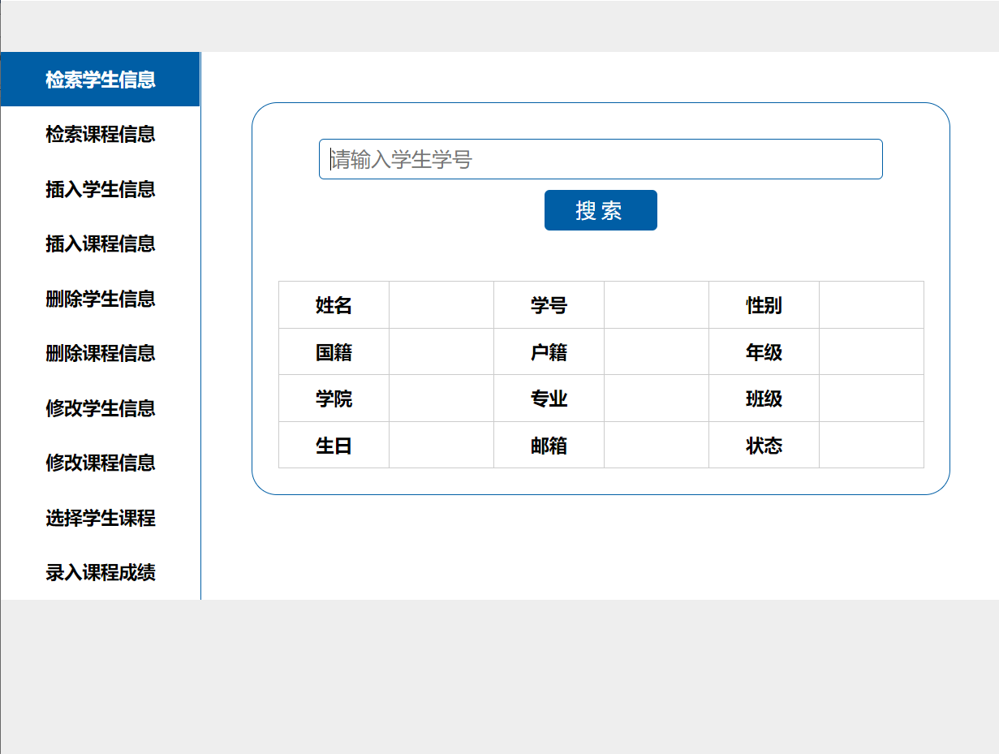 检索学生信息
检索课程信息
插入学生信息
插入课程信息
删除学生信息
删除课程信息
修改学生信息
修改课程信息
选择学生课程
录入课程成绩
请输入学生学号
搜 索
姓名 学号 性别
国籍 户籍 年级
学院 专业 班级
生日 邮箱 状态